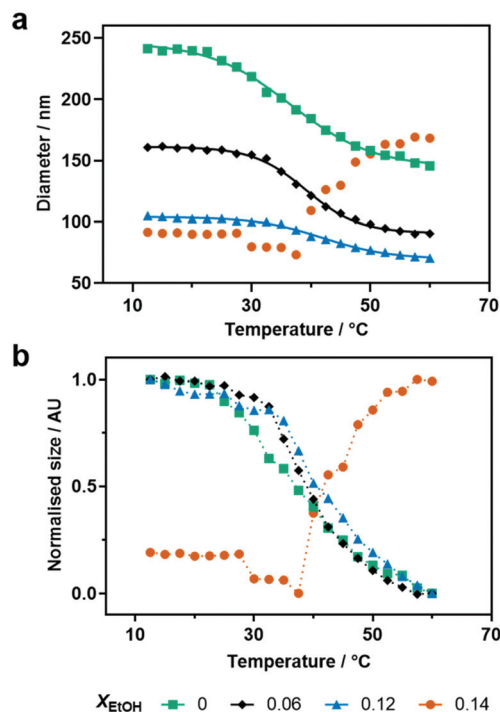 a
250
200
150
100
50
Diameter / nm
10 30 50 70
Temperature / °C
b
1.0
0.5
0.0
Normalised size / AU
10 30 50 70
Temperature / °C
XEtOH 0 0.06 0.12 0.14